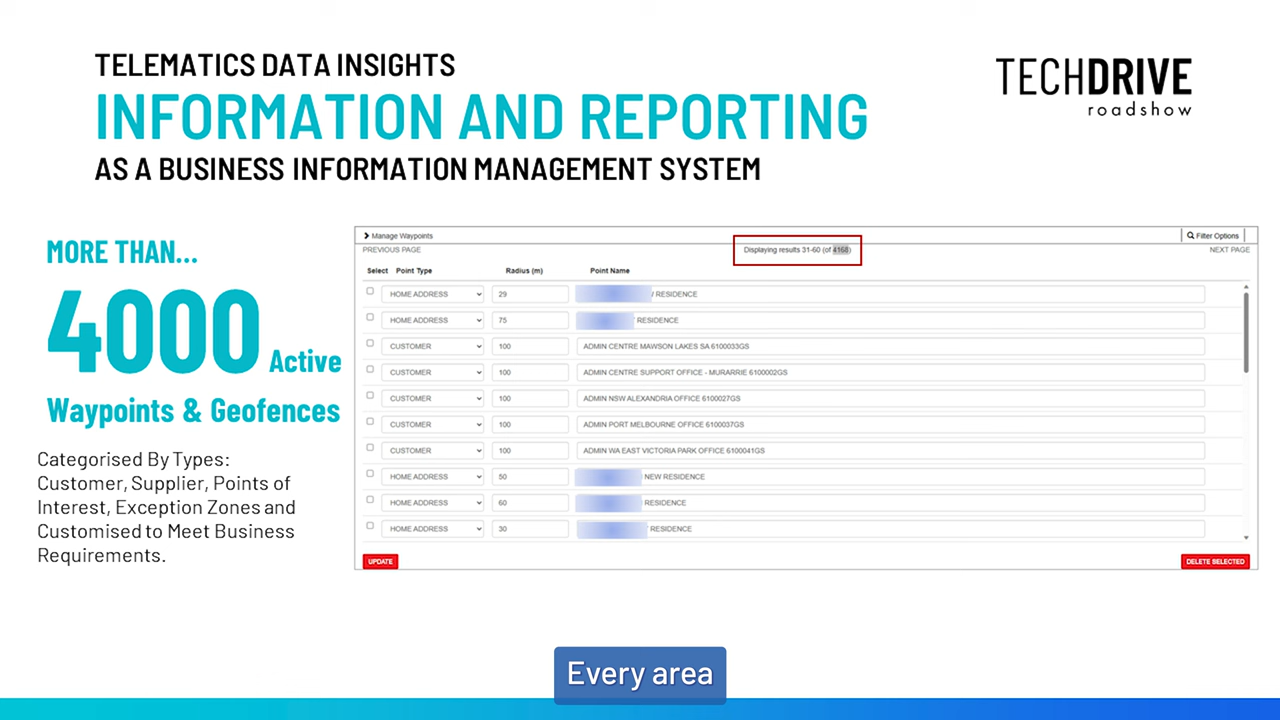 TELEMATICS DATA INSIGHTS
INFORMATION AND REPORTING
AS A BUSINESS INFORMATION MANAGEMENT SYSTEM
TECHDRIVE
roadshow
MORE THAN...
4000 Active
Waypoints & Geofences
Categorised By Types:
Customer, Supplier, Points of
Interest, Exception Zones and
Customised to Meet Business
Requirements.
Manage Waypoints
Filter Options
PREVIOUS PAGE
Displaying results 31-60 (of 4168)
NEXT PAGE
Select Point Type Radius (m) Point Name
HOME ADDRESS 29 / RESIDENCE
HOME ADDRESS 75 RESIDENCE
CUSTOMER 100 ADMIN CENTRE MAWSON LAKES SA 6100033GS
CUSTOMER 100 ADMIN CENTRE SUPPORT OFFICE - MURARRIE 6100002GS
CUSTOMER 100 ADMIN NSW ALEXANDRIA OFFICE 6100027GS
CUSTOMER 100 ADMIN PORT MELBOURNE OFFICE 6100037GS
CUSTOMER 100 ADMIN WA EAST VICTORIA PARK OFFICE 6100041GS
HOME ADDRESS 50 NEW RESIDENCE
HOME ADDRESS 60 RESIDENCE
HOME ADDRESS 30 RESIDENCE
UPDATE
DELETE SELECTED
Every area